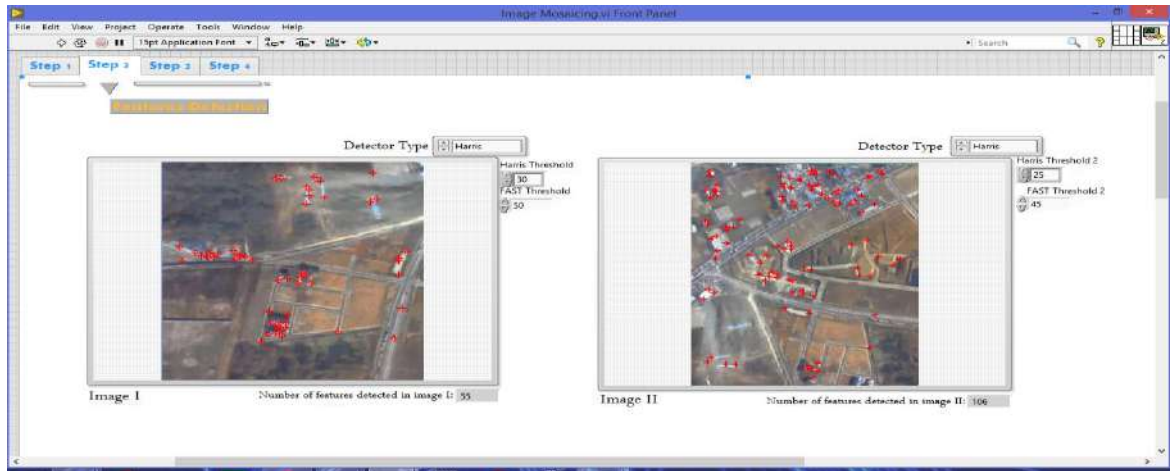 Image Mosaicing.vi Front Panel
File Edit View Project Operate Tools Window Help
15pt Application Font
Search
Step 1 Step 2 Step 3 Step 4
Features Detection
Detector Type Harris
Detector Type Harris
Harris Threshold
30
FAST Threshold
50
Harris Threshold 2
25
FAST Threshold 2
45
Image I
Number of features detected in image I: 55
Image II
Number of features detected in image II: 106